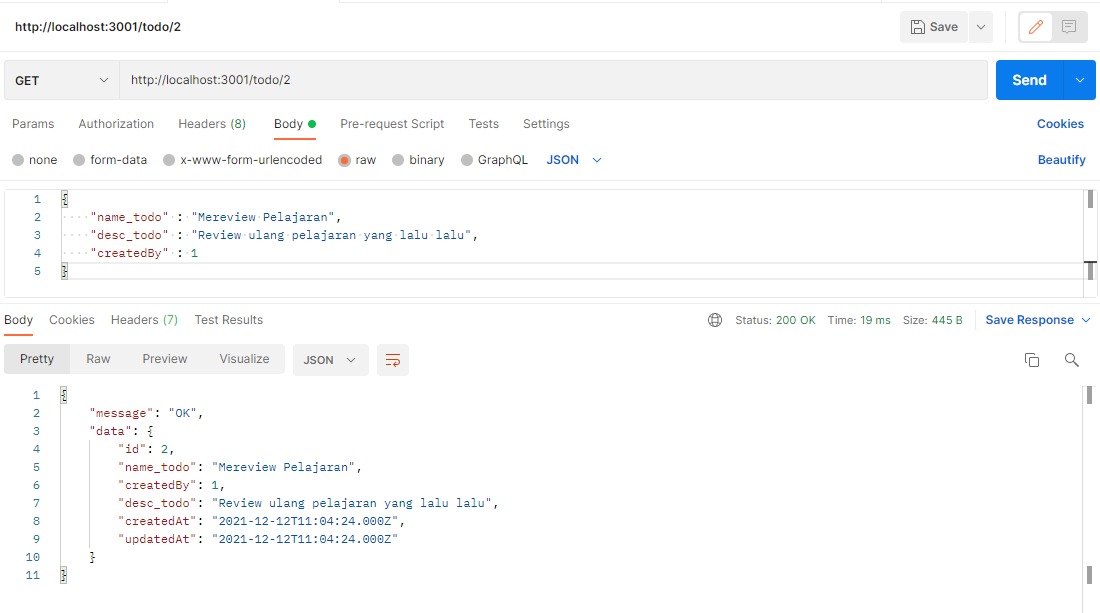 http://localhost:3001/todo/2
Save
GET
http://localhost:3001/todo/2
Send
Params Authorization Headers (8) Body Pre-request Script Tests Settings Cookies
none form-data x-www-form-urlencoded raw binary GraphQL JSON Beautify
1 {
2 "name_todo" : "Mereview Pelajaran",
3 "desc_todo" : "Review ulang pelajaran yang lalu lalu",
4 "createdBy" : 1
5 }
Body Cookies Headers (7) Test Results Status: 200 OK Time: 19 ms Size: 445 B Save Response
Pretty Raw Preview Visualize JSON
1 {
2 "message": "OK",
3 "data": {
4 "id": 2,
5 "name_todo": "Mereview Pelajaran",
6 "createdBy": 1,
7 "desc_todo": "Review ulang pelajaran yang lalu lalu",
8 "createdAt": "2021-12-12T11:04:24.000Z",
9 "updatedAt": "2021-12-12T11:04:24.000Z"
10 }
11 }